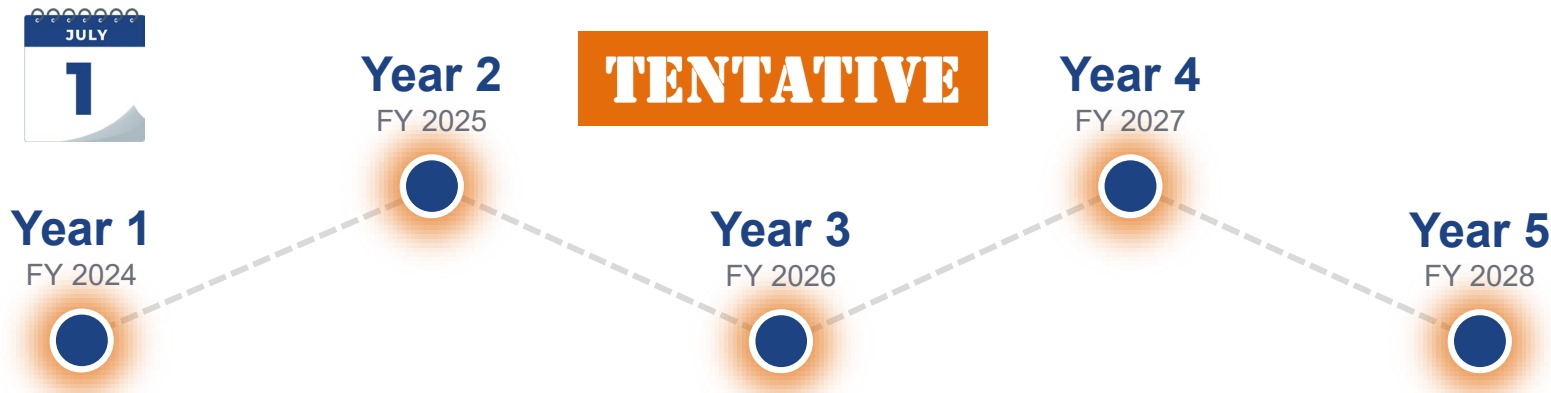 JULY
1
Year 1
FY 2024
Year 2
FY 2025
TENTATIVE
Year 3
FY 2026
Year 4
FY 2027
Year 5
FY 2028